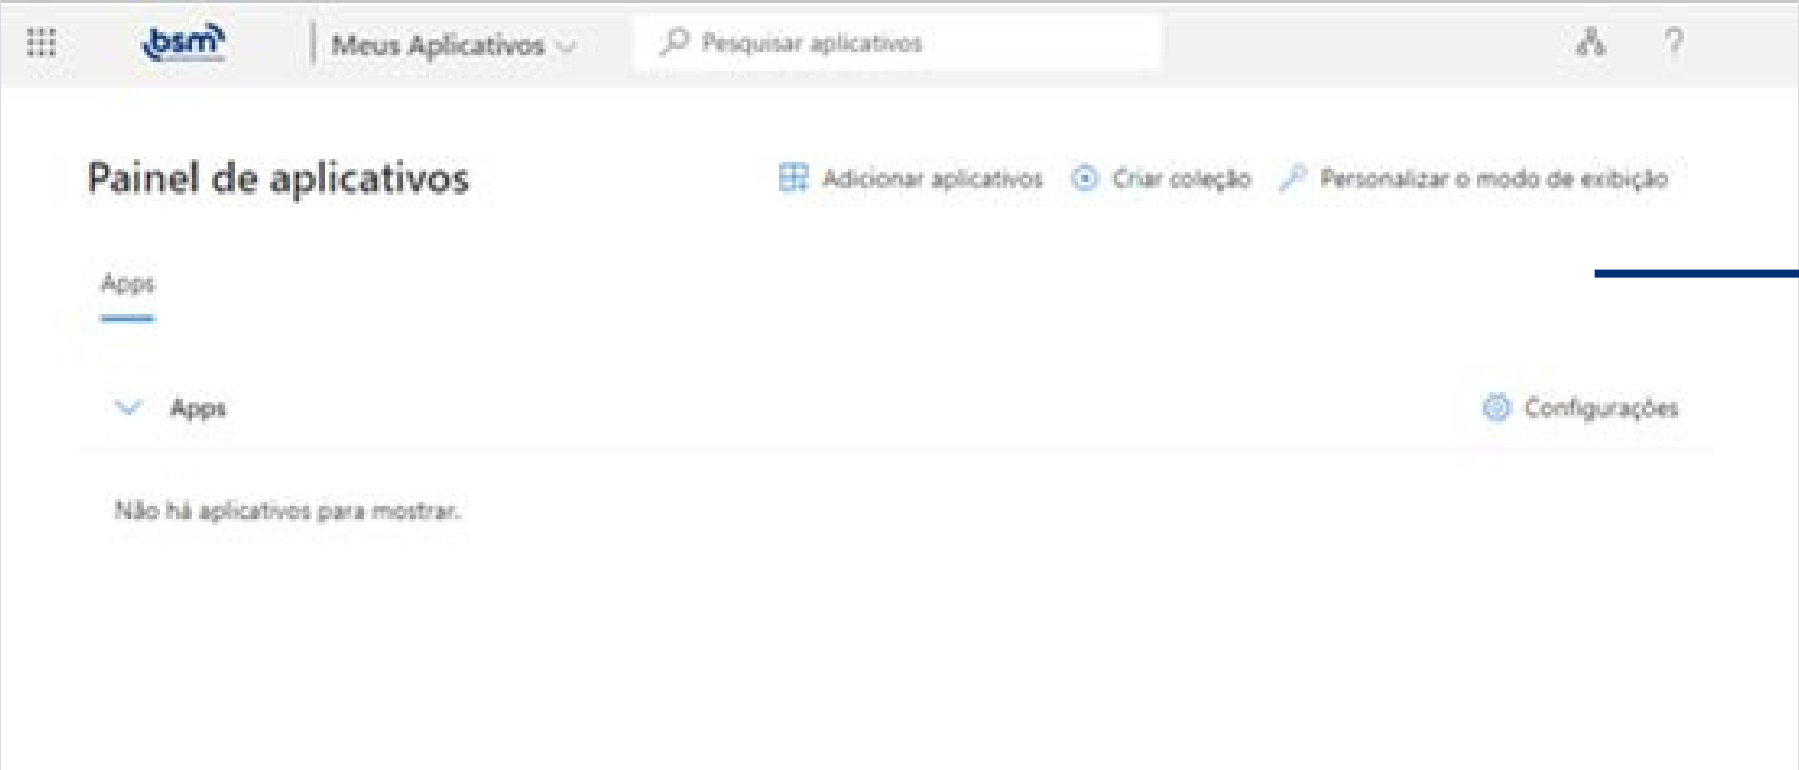 bsm
Meus Aplicativos
Pesquisar aplicativos
?
Painel de aplicativos
Adicionar aplicativos
Criar coleção
Personalizar o modo de exibição
Apps
Apps
Configurações
Não há aplicativos para mostrar.